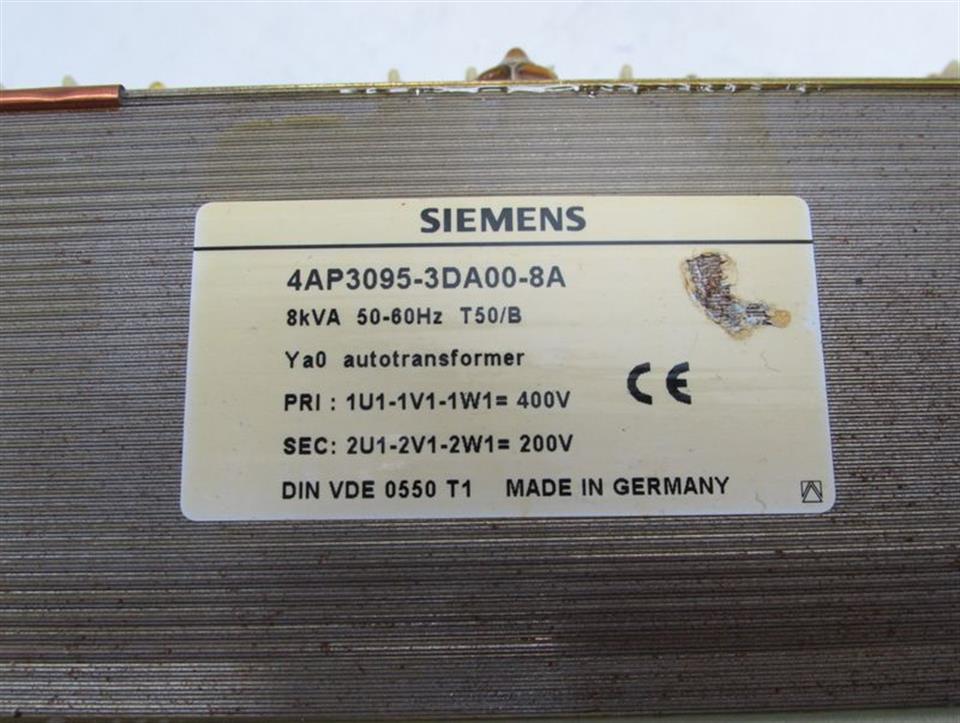 SIEMENS
4AP3095-3DA00-8A
8kVA 50-60Hz T50/B
Ya0 autotransformer
PRI : 1U1-1V1-1W1= 400V
CE
SEC: 2U1-2V1-2W1= 200V
DIN VDE 0550 T1 MADE IN GERMANY